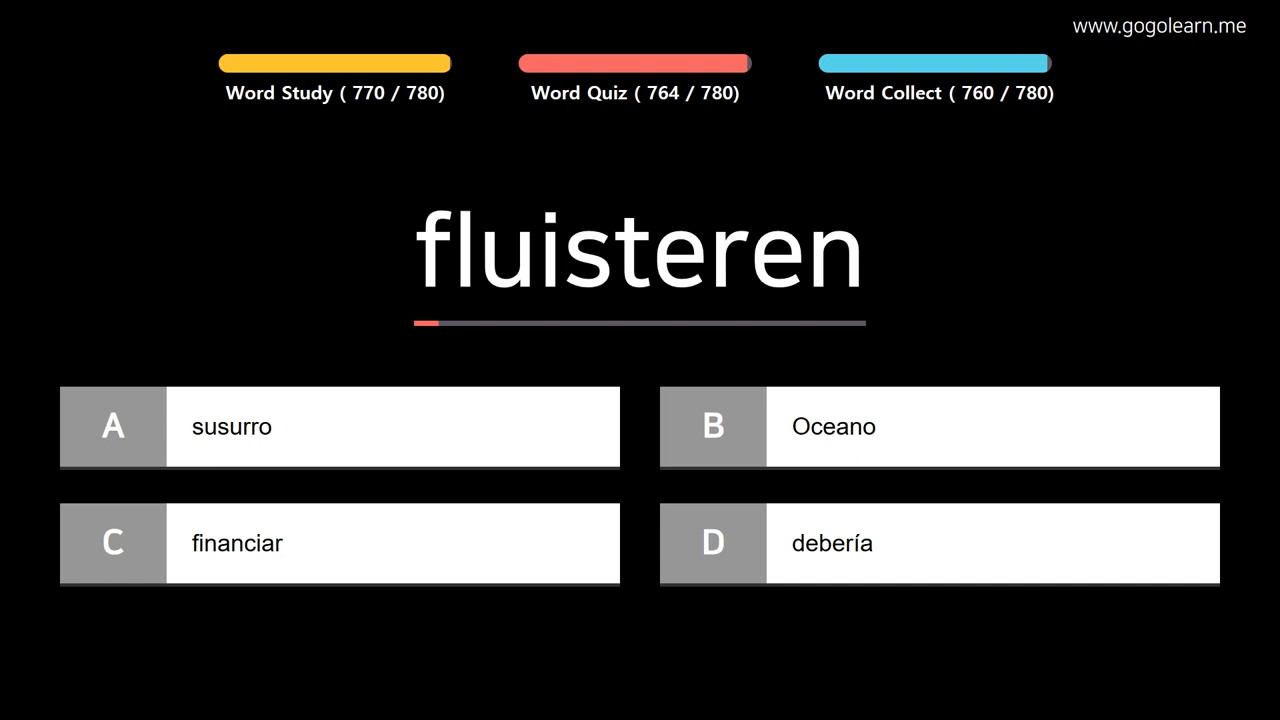 www.gogolearn.me
Word Study ( 770 / 780)
Word Quiz ( 764 / 780)
Word Collect ( 760 / 780)
fluisteren
A susurro
B Oceano
C financiar
D debería